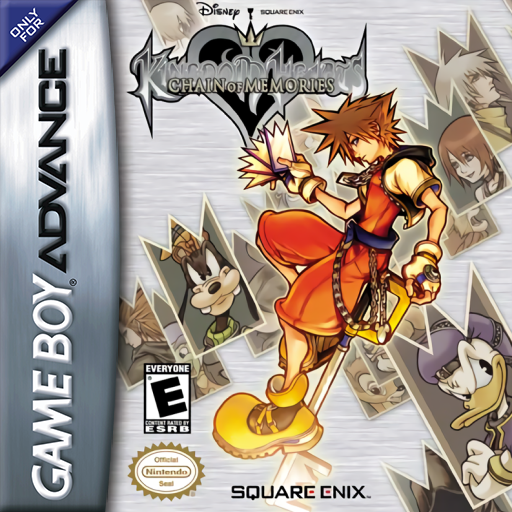 ONLY
FOR
GAME BOY ADVANCE
Disney SQUARE ENIX
KINGDOM HEARTS
CHAIN OF MEMORIES
EVERYONE
E
CONTENT RATED BY
ESRB
Official
Nintendo
Seal
SQUARE ENIX™